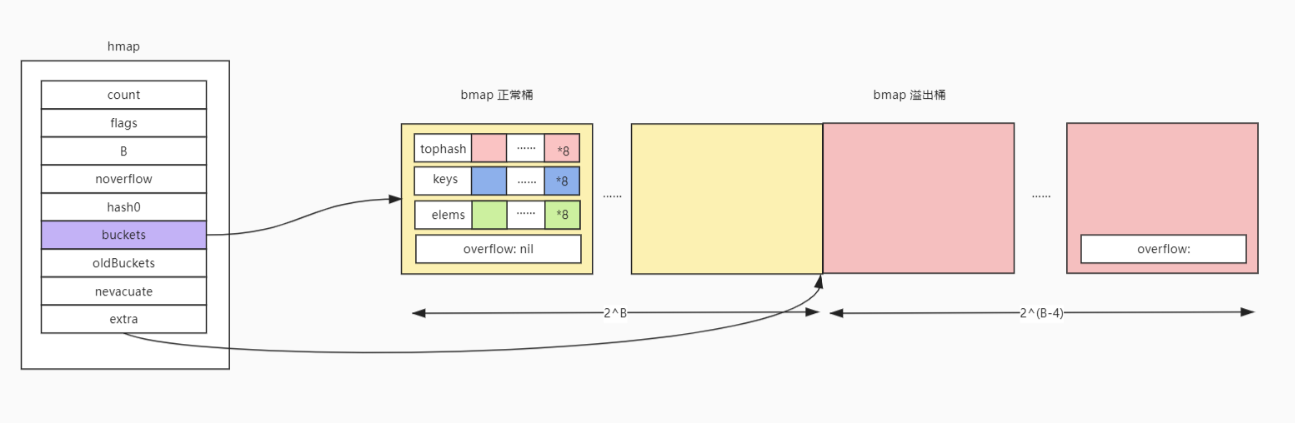 hmap
count
flags
B
noverflow
hash0
buckets
oldBuckets
nevacuate
extra
bmap 正常桶
tophash ...... *8
keys ...... *8
elems ...... *8
overflow: nil
......
2^B
bmap 溢出桶
......
overflow:
2^(B-4)